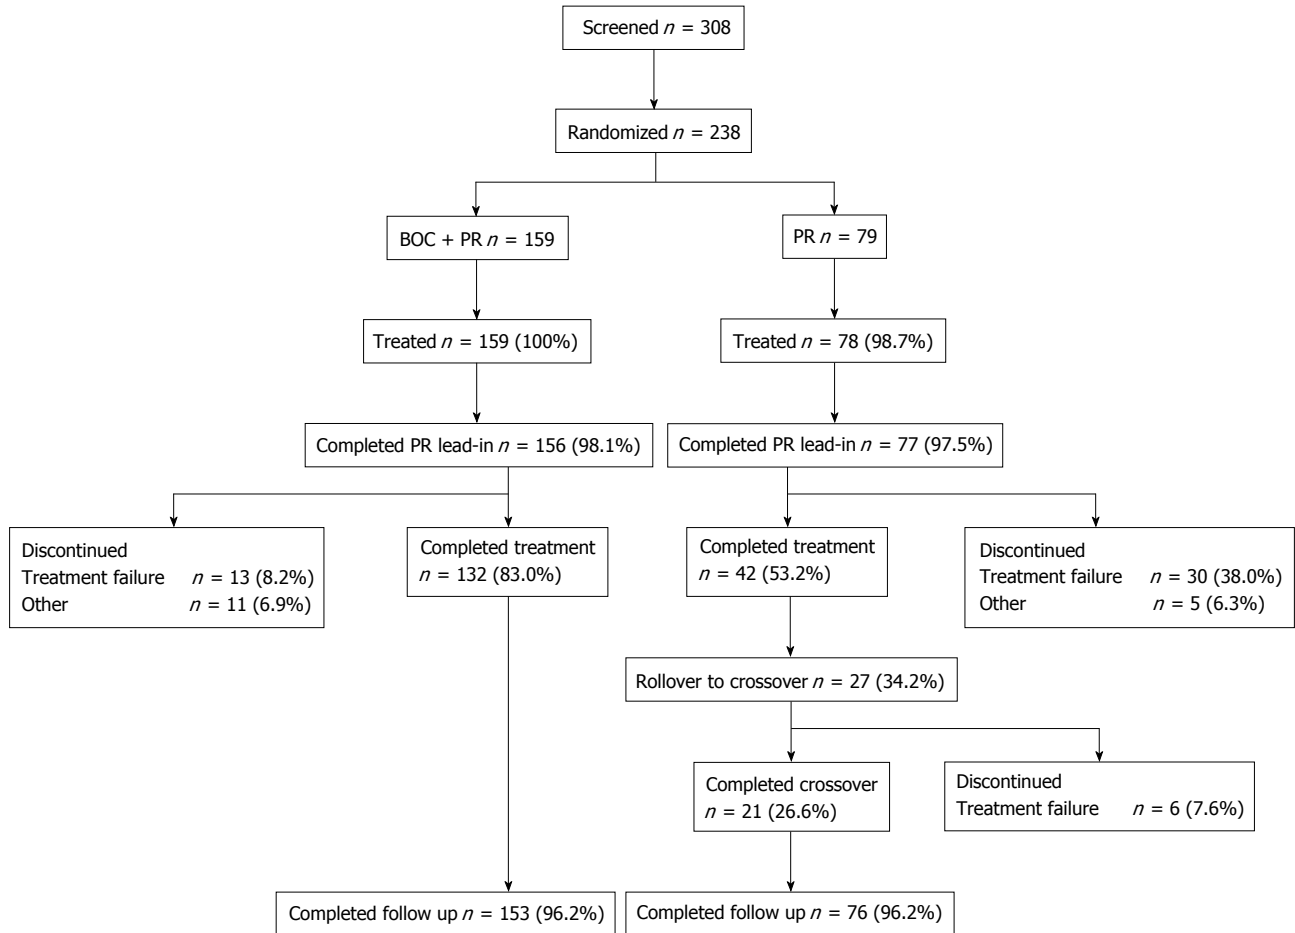 Screened n = 308
Randomized n = 238
BOC + PR n = 159
PR n = 79
Treated n = 159 (100%)
Treated n = 78 (98.7%)
Completed PR lead-in n = 156 (98.1%)
Completed PR lead-in n = 77 (97.5%)
Discontinued
Treatment failure n = 13 (8.2%)
Other n = 11 (6.9%)
Completed treatment
n = 132 (83.0%)
Completed treatment
n = 42 (53.2%)
Discontinued
Treatment failure n = 30 (38.0%)
Other n = 5 (6.3%)
Rollover to crossover n = 27 (34.2%)
Completed crossover
n = 21 (26.6%)
Discontinued
Treatment failure n = 6 (7.6%)
Completed follow up n = 153 (96.2%)
Completed follow up n = 76 (96.2%)